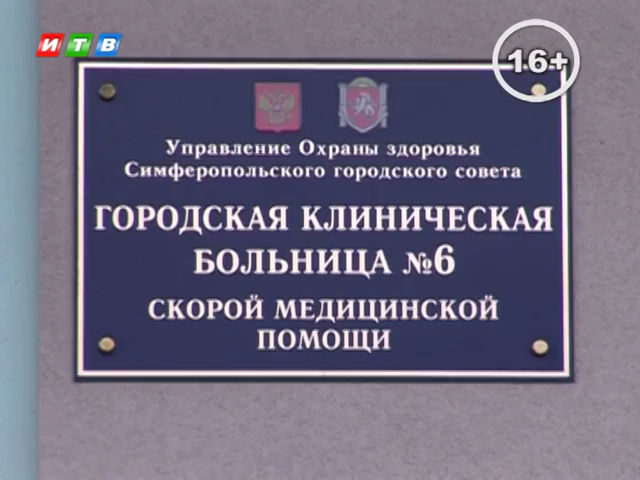 ИТВ
16+
Управление Охраны здоровья
Симферопольского городского совета
ГОРОДСКАЯ КЛИНИЧЕСКАЯ
БОЛЬНИЦА №6
СКОРОЙ МЕДИЦИНСКОЙ
ПОМОЩИ